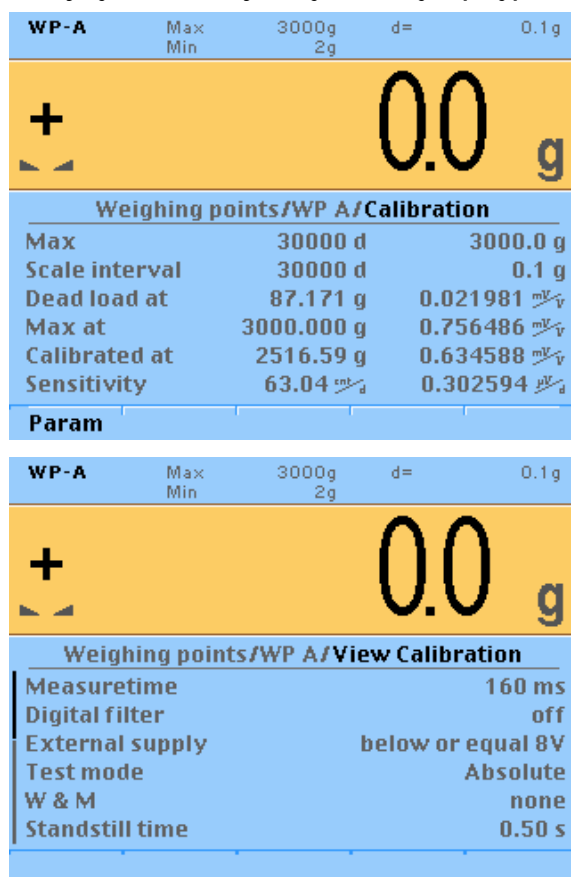 WP-A Max 3000g d= 0.1g
Min 2g
+ 0.0 g
Weighing points/WP A/Calibration
Max 30000 d 3000.0 g
Scale interval 30000 d 0.1 g
Dead load at 87.171 g 0.021981 mV/V
Max at 3000.000 g 0.756486 mV/V
Calibrated at 2516.59 g 0.634588 mV/V
Sensitivity 63.04 cnt/d 0.302594 µV/d
Param
WP-A Max 3000g d= 0.1g
Min 2g
+ 0.0 g
Weighing points/WP A/View Calibration
Measuretime 160 ms
Digital filter off
External supply below or equal 8V
Test mode Absolute
W & M none
Standstill time 0.50 s